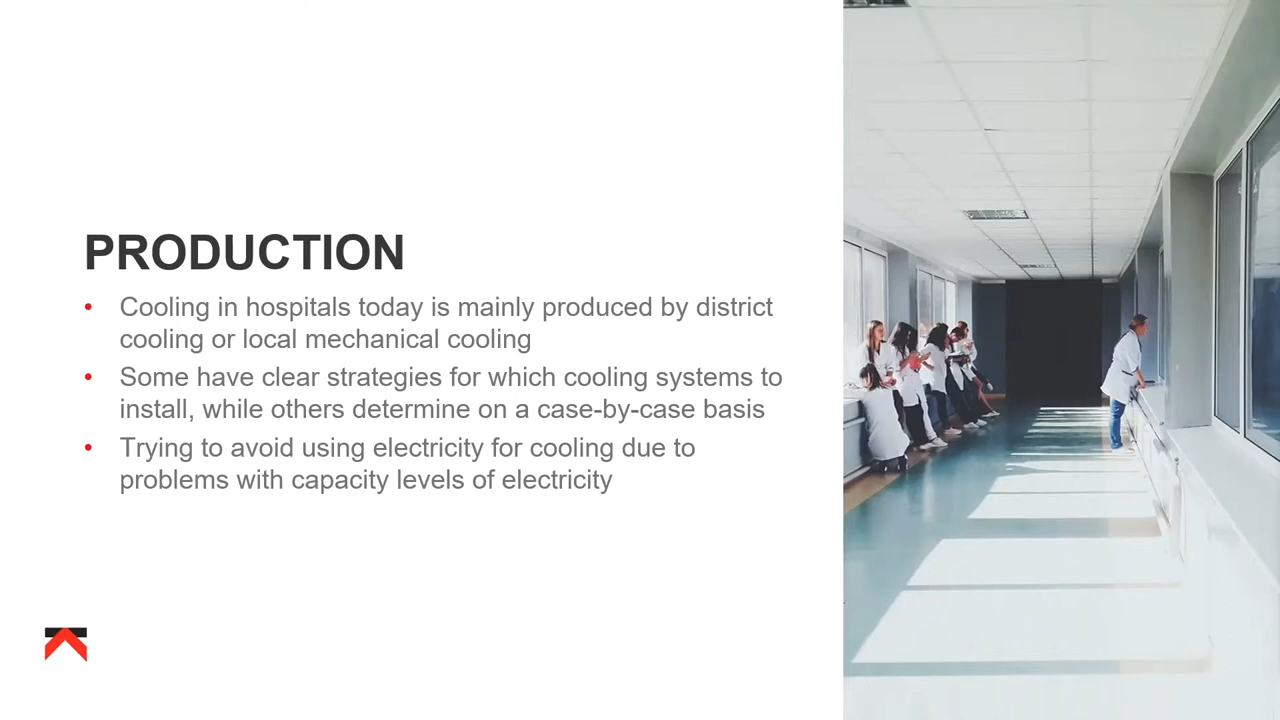 PRODUCTION
• Cooling in hospitals today is mainly produced by district
cooling or local mechanical cooling
• Some have clear strategies for which cooling systems to
install, while others determine on a case-by-case basis
• Trying to avoid using electricity for cooling due to
problems with capacity levels of electricity